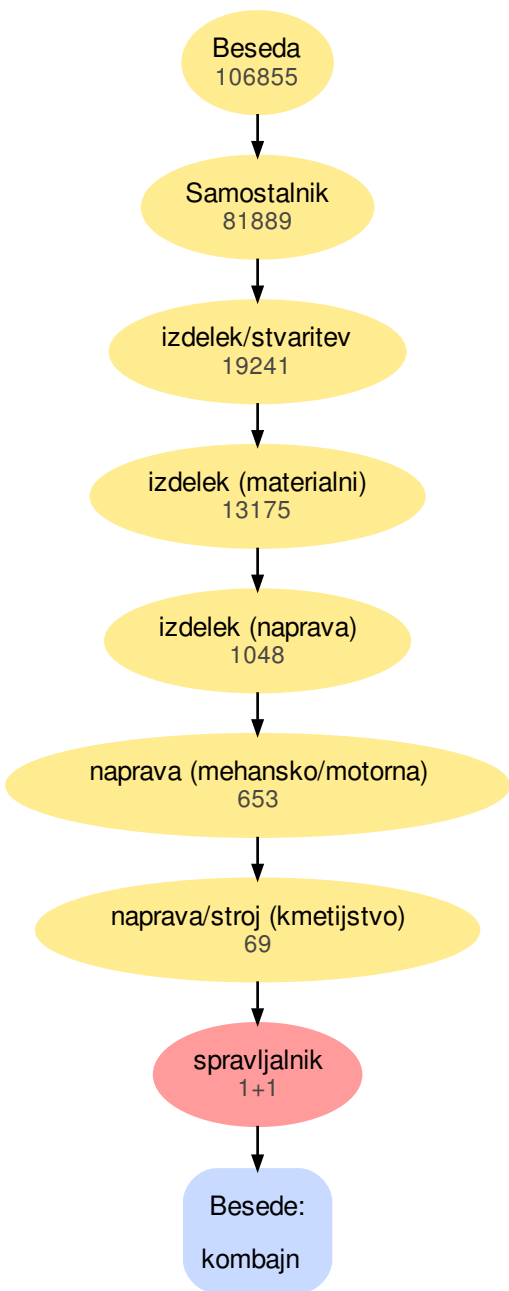 Beseda
106855
Samostalnik
81889
izdelek/stvaritev
19241
izdelek (materialni)
13175
izdelek (naprava)
1048
naprava (mehansko/motorna)
653
naprava/stroj (kmetijstvo)
69
spravljalnik
1+1
Besede:
kombajn